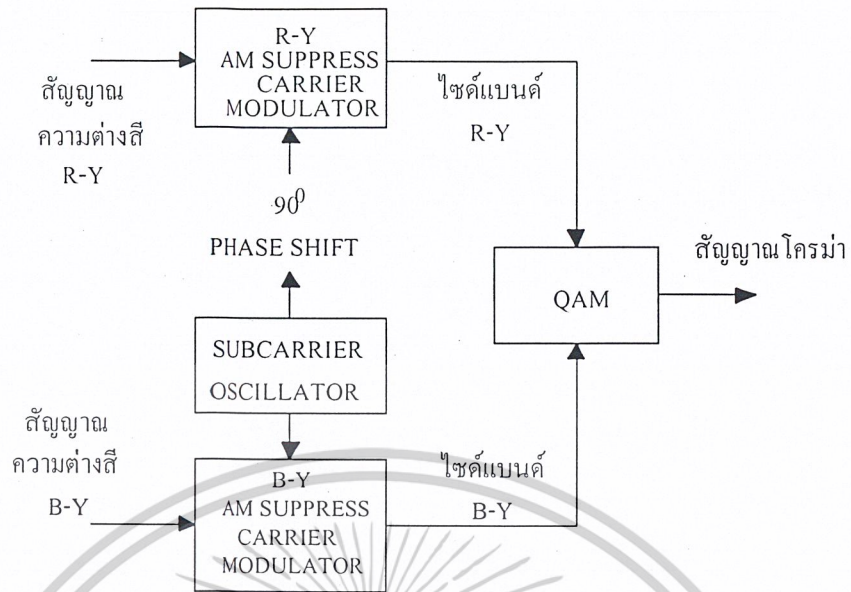 R-Y
AM SUPPRESS
CARRIER
MODULATOR
สัญญาณ
ความต่างสี
R-Y
ไซด์แบนด์
R-Y
90⁰
PHASE SHIFT
สัญญาณโครม่า
QAM
SUBCARRIER
OSCILLATOR
สัญญาณ
ความต่างสี
B-Y
ไซด์แบนด์
B-Y
B-Y
AM SUPPRESS
CARRIER
MODULATOR